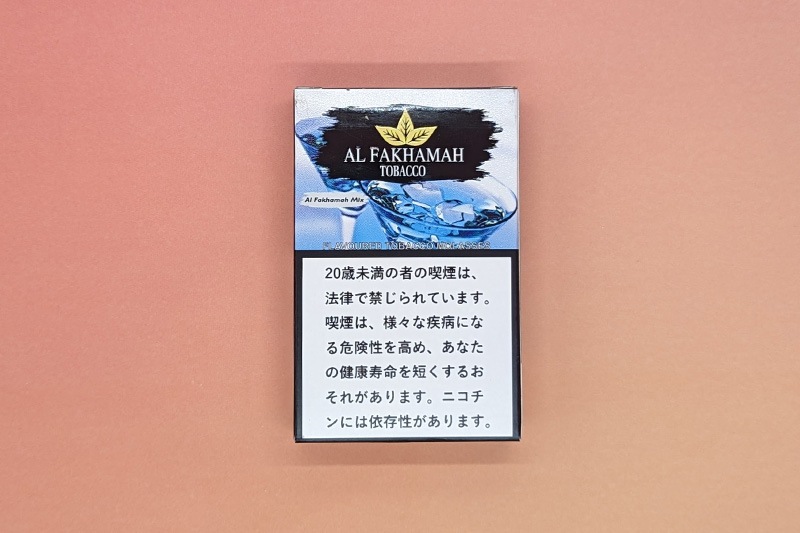 AL FAKHAMAH
TOBACCO
Al Fakhamah Mix
FLAVOURED TOBACCO MOLASSES
20歳未満の者の喫煙は、
法律で禁じられています。
喫煙は、様々な疾病にな
る危険性を高め、あなた
の健康寿命を短くするお
それがあります。ニコチ
ンには依存性があります。